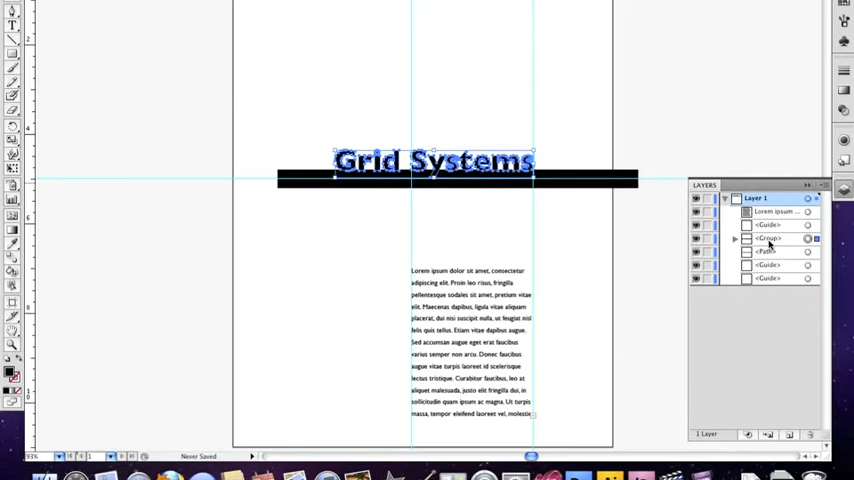 Grid Systems
LAYERS
Layer 1
Lorem ipsum ...
<Guide>
<Group>
<Path>
<Guide>
<Guide>
Lorem ipsum dolor sit amet, consectetur
adipiscing elit. Proin leo risus, fringilla
pellentesque sodales sit amet, pretium vitae
elit. Maecenas dapibus, ligula vitae aliquam
placerat, dui nisi suscipit nulla, ut feugiat nisl
felis quis tellus. Etiam vitae dapibus augue.
Sed accumsan augue eget erat faucibus
varius semper non arcu. Donec faucibus
augue vitae turpis laoreet id scelerisque
lectus tristique. Curabitur faucibus, leo at
aliquet malesuada, justo elit fringilla dui, in
sollicitudin quam ipsum ac magna. Ut turpis
massa, tempor eleifend laoreet vel, molestie
1 Layer
93%
1
Never Saved